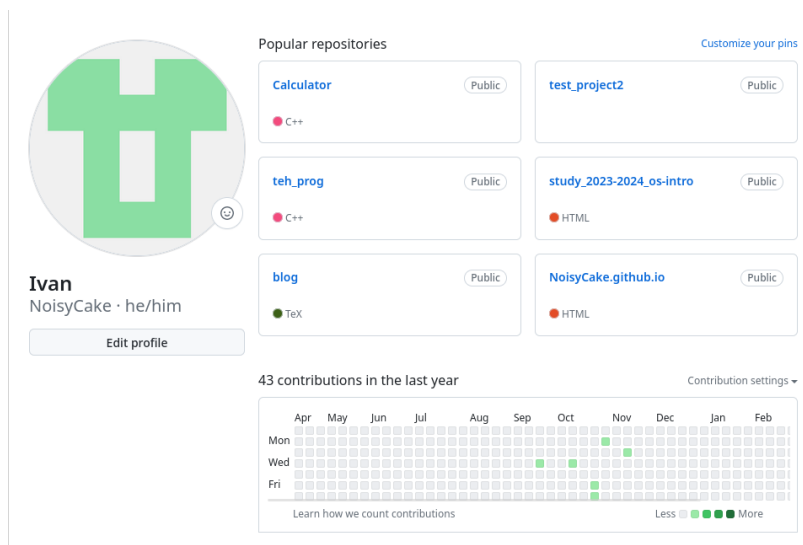 Popular repositories
Customize your pins
Calculator Public
C++
test_project2 Public
teh_prog Public
C++
study_2023-2024_os-intro Public
HTML
blog Public
TeX
NoisyCake.github.io Public
HTML
Ivan
NoisyCake · he/him
Edit profile
43 contributions in the last year
Contribution settings
Apr May Jun Jul Aug Sep Oct Nov Dec Jan Feb
Mon
Wed
Fri
Learn how we count contributions
Less More